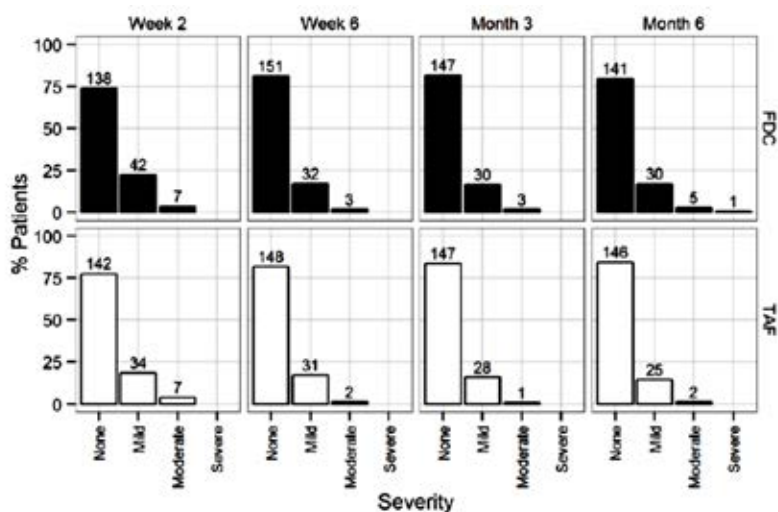 Week 2 Week 6 Month 3 Month 6
100
75
50
25
0
138 42 7
151 32 3
147 30 3
141 30 5 1
FDC
% Patients
100
75
50
25
0
142 34 7
148 31 2
147 28 1
146 25 2
TAF
None Mild Moderate Severe
None Mild Moderate Severe
None Mild Moderate Severe
None Mild Moderate Severe
Severity